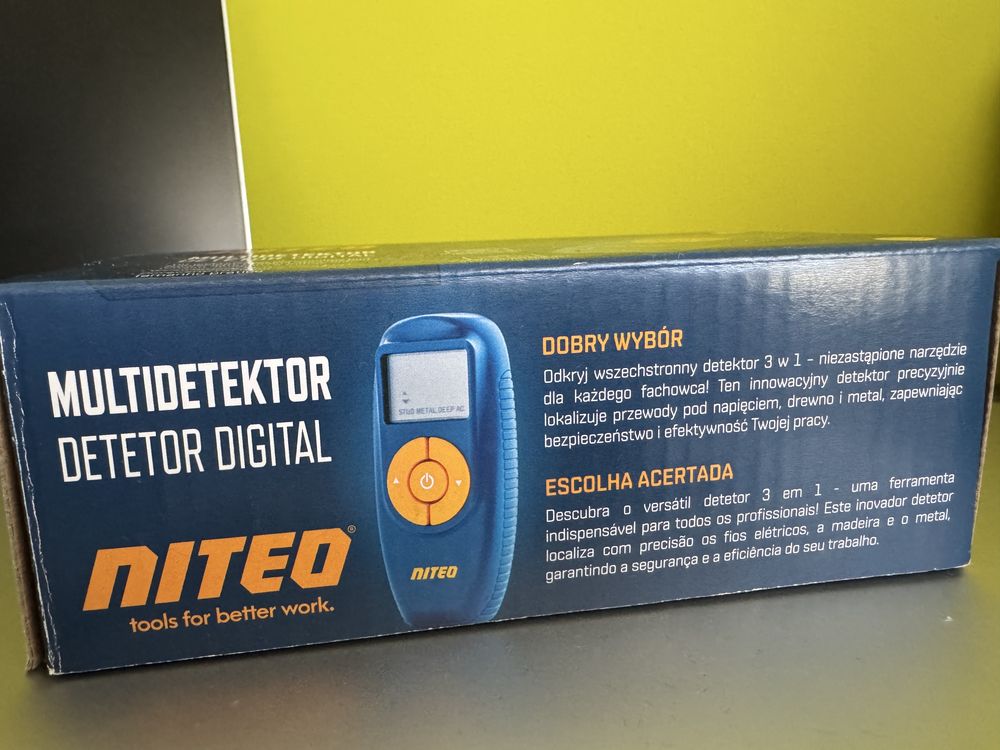 MULTIDETEKTOR
DETETOR DIGITAL
NITEO®
tools for better work.
STUD METAL DEEP AC
NITEO
DOBRY WYBÓR
Odkryj wszechstronny detektor 3 w 1 - niezastąpione narzędzie
dla każdego fachowca! Ten innowacyjny detektor precyzyjnie
lokalizuje przewody pod napięciem, drewno i metal, zapewniając
bezpieczeństwo i efektywność Twojej pracy.
ESCOLHA ACERTADA
Descubra o versátil detetor 3 em 1 - uma ferramenta
indispensável para todos os profissionais! Este inovador detetor
localiza com precisão os fios elétricos, a madeira e o metal,
garantindo a segurança e a eficiência do seu trabalho.